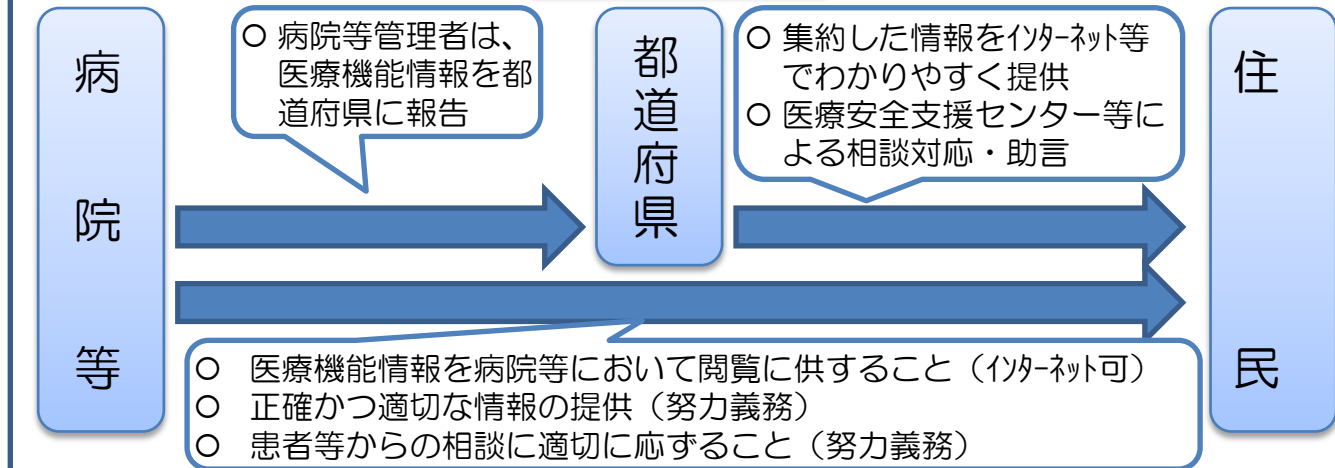 病院等
○ 病院等管理者は、
医療機能情報を都
道府県に報告
都道府県
○ 集約した情報をｲﾝﾀｰﾈｯﾄ等
でわかりやすく提供
○ 医療安全支援センター等に
よる相談対応・助言
住民
○ 医療機能情報を病院等において閲覧に供すること（ｲﾝﾀｰﾈｯﾄ可）
○ 正確かつ適切な情報の提供（努力義務）
○ 患者等からの相談に適切に応ずること（努力義務）